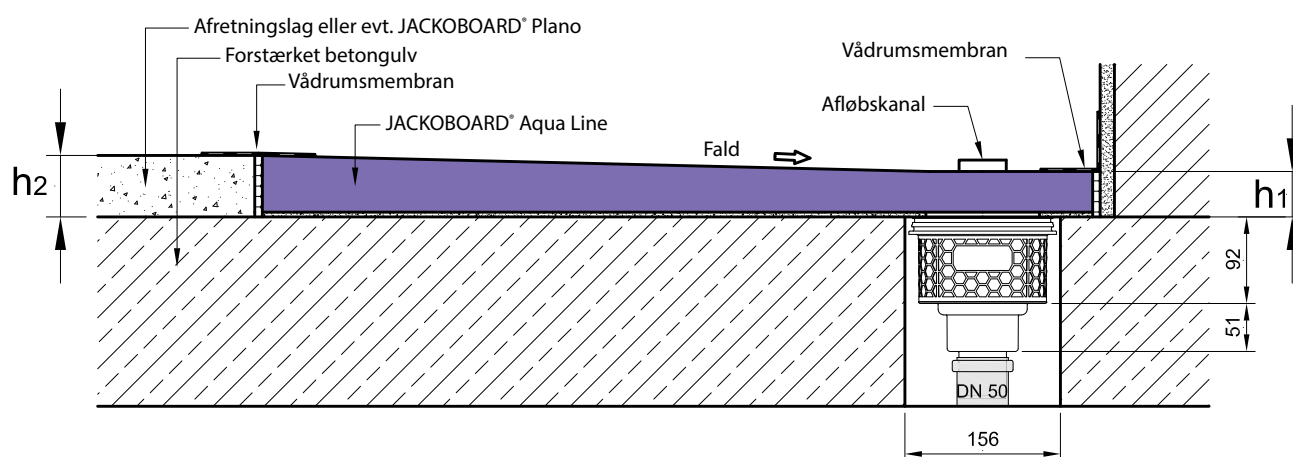 Afretningslag eller evt. JACKOBOARD® Plano
Forstærket betongulv
Vådrumsmembran
JACKOBOARD® Aqua Line
Vådrumsmembran
Afløbskanal
Fald
h2
h1
92
51
DN 50
156